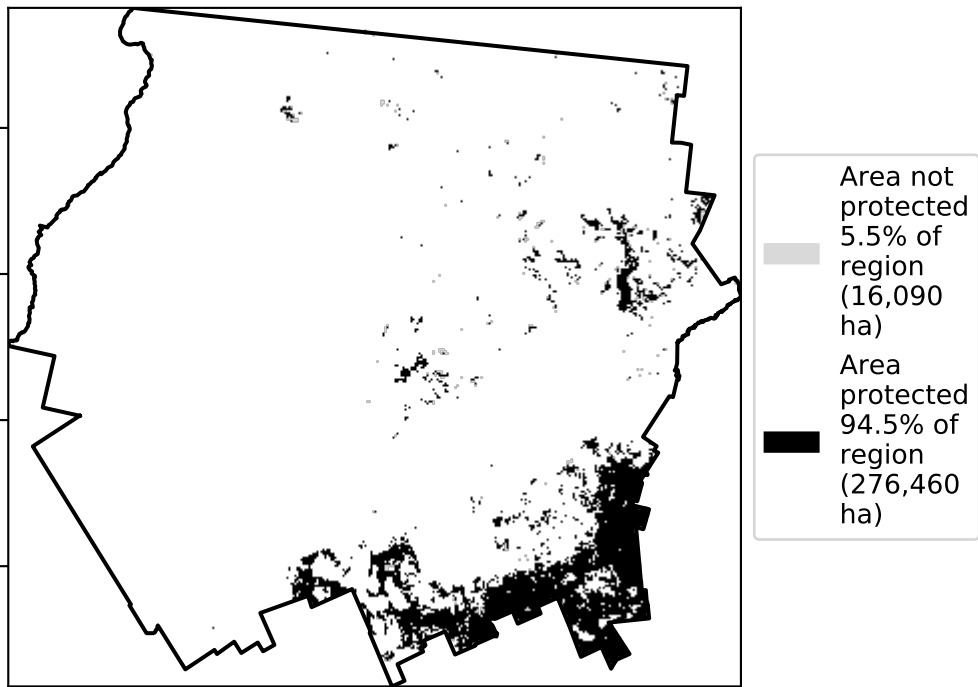 Area not
protected
5.5% of
region
(16,090
ha)
Area
protected
94.5% of
region
(276,460
ha)